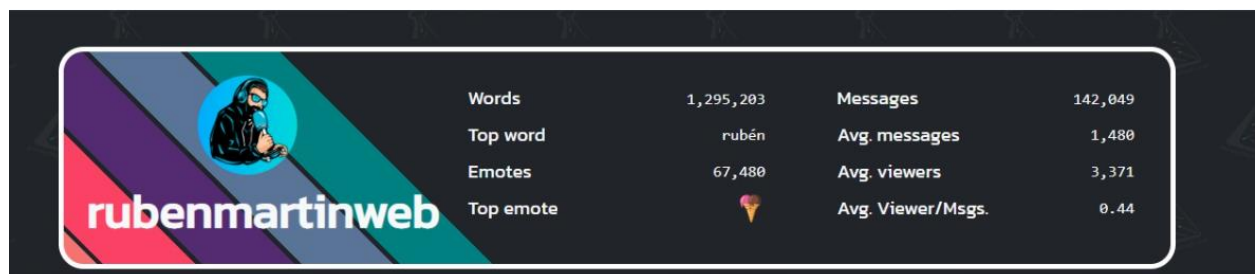 rubenmartinweb
Words 1,295,203
Top word rubén
Emotes 67,480
Top emote
Messages 142,049
Avg. messages 1,480
Avg. viewers 3,371
Avg. Viewer/Msgs. 0.44